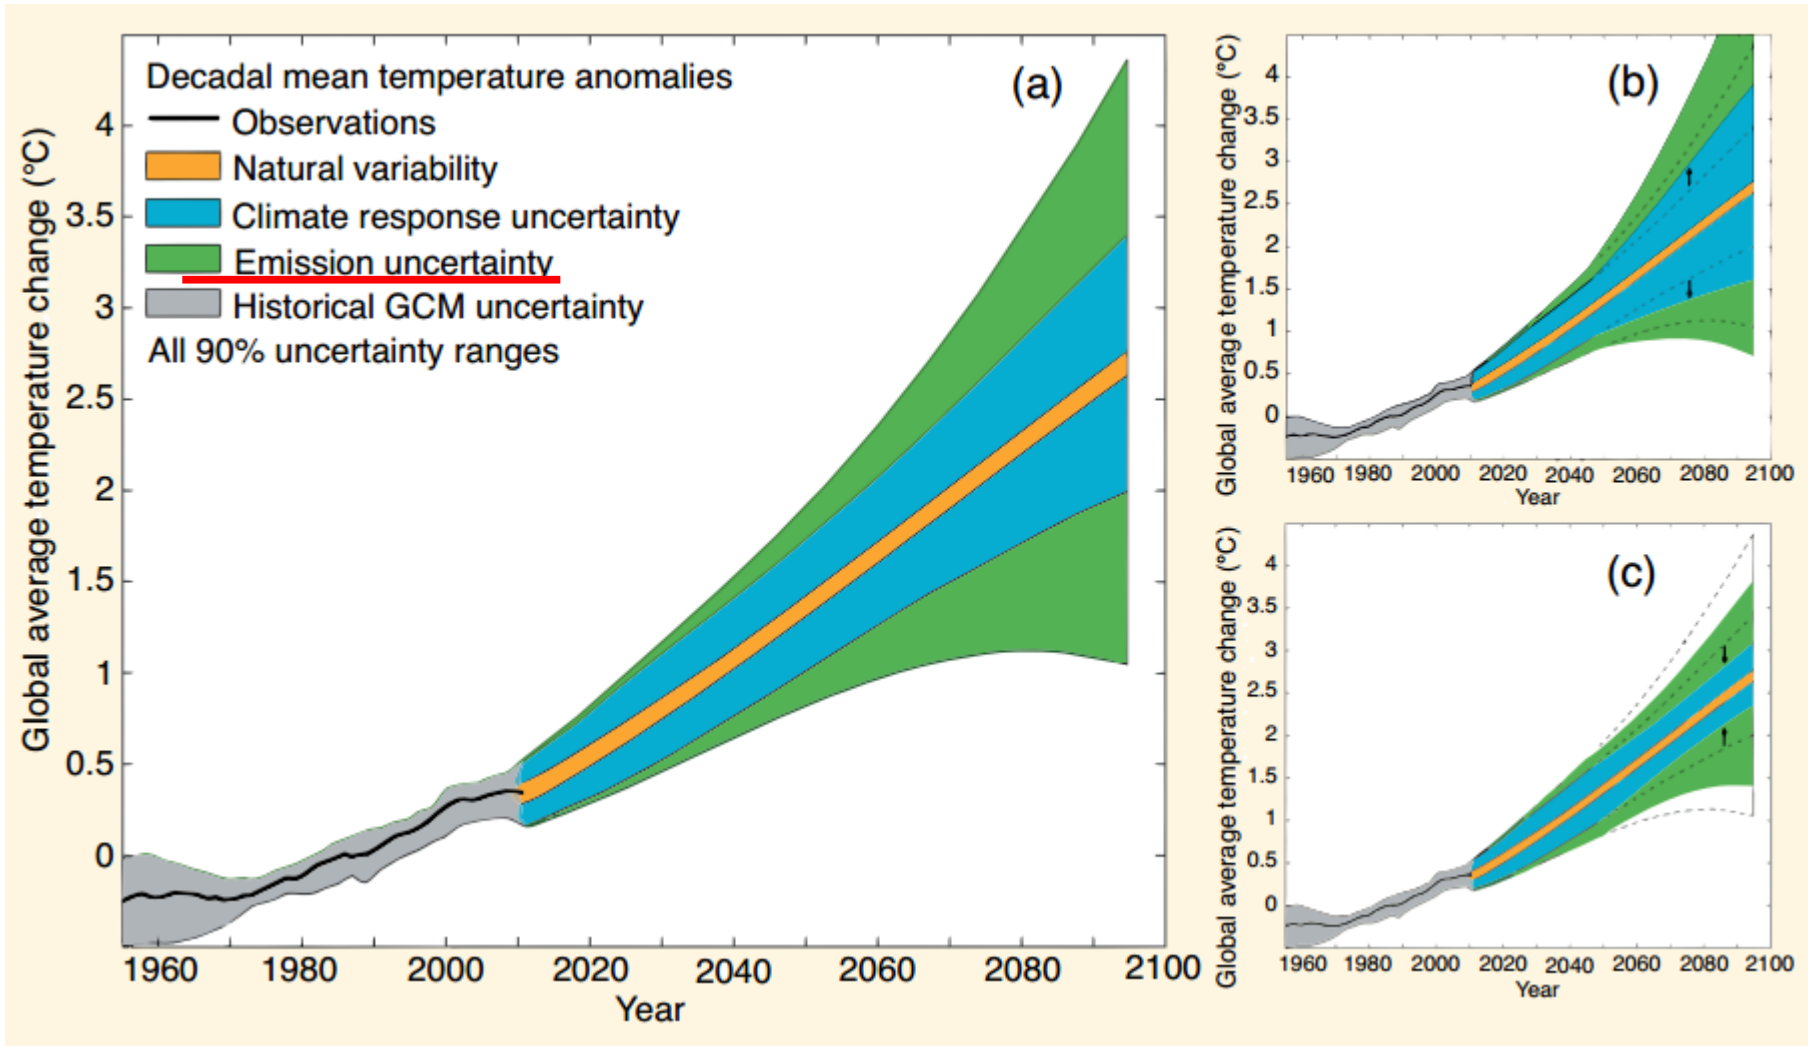 Decadal mean temperature anomalies
Observations
Natural variability
Climate response uncertainty
Emission uncertainty
Historical GCM uncertainty
All 90% uncertainty ranges
(a)
Global average temperature change (°C)
4
3.5
3
2.5
2
1.5
1
0.5
0
1960 1980 2000 2020 2040 2060 2080 2100
Year
(b)
Global average temperature change (°C)
4
3.5
3
2.5
2
1.5
1
0.5
0
1960 1980 2000 2020 2040 2060 2080 2100
Year
(c)
Global average temperature change (°C)
4
3.5
3
2.5
2
1.5
1
0.5
0
1960 1980 2000 2020 2040 2060 2080 2100
Year